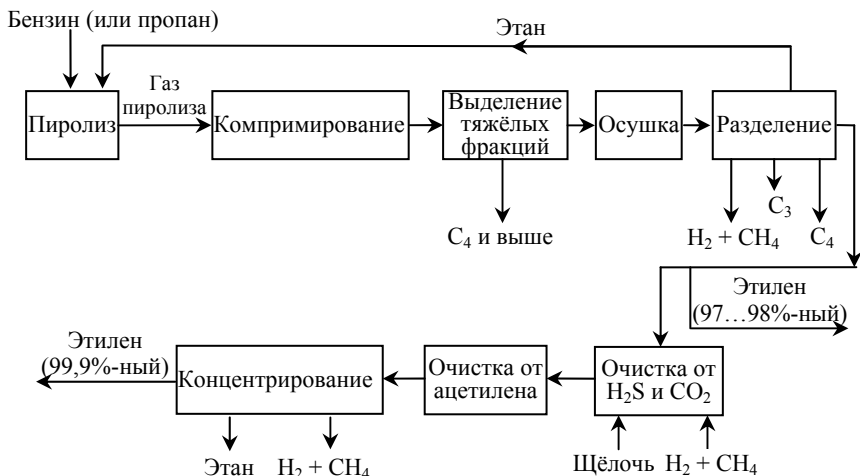 Бензин (или пропан)
Этан
Газ
пиролиза
Пиролиз
Компримирование
Выделение
тяжёлых
фракций
Осушка
Разделение
C₄ и выше
H₂ + CH₄
C₃
C₄
Этилен
(97…98%-ный)
Этилен
(99,9%-ный)
Концентрирование
Очистка от
ацетилена
Очистка от
H₂S и CO₂
Этан
H₂ + CH₄
Щёлочь
H₂ + CH₄